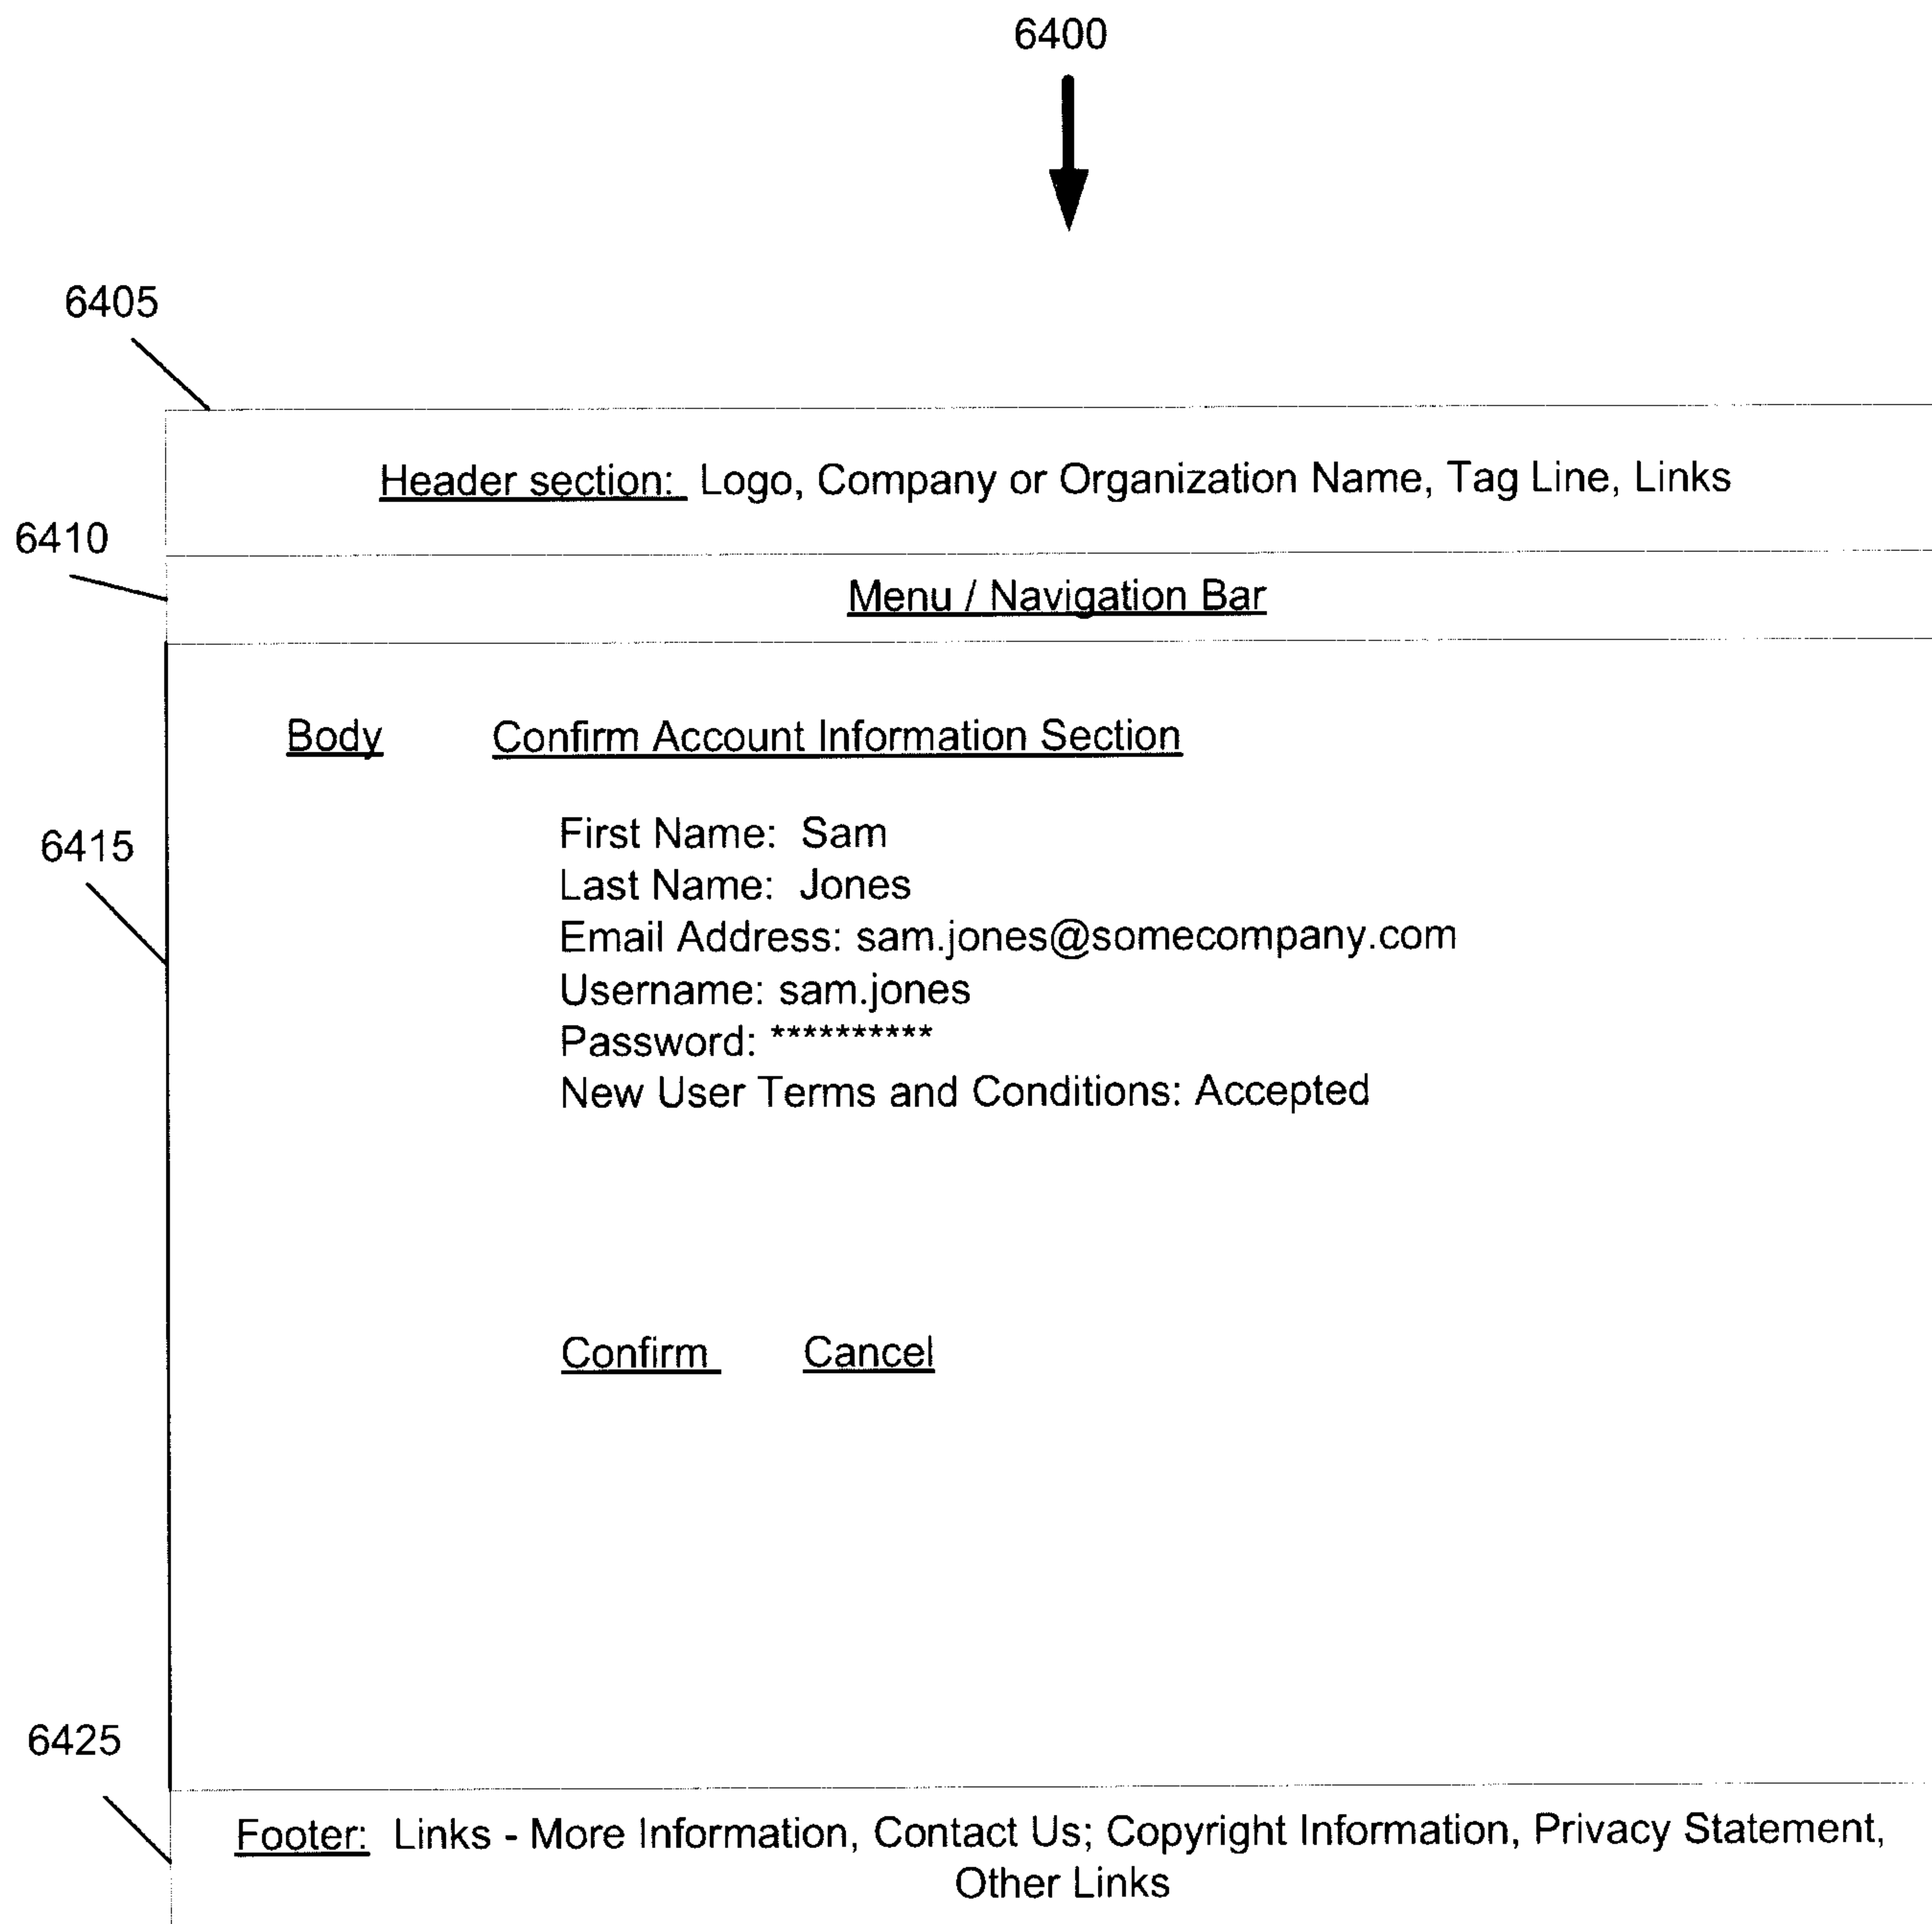 6400
6405
Header section: Logo, Company or Organization Name, Tag Line, Links
6410
Menu / Navigation Bar
Body Confirm Account Information Section
First Name: Sam
6415
Last Name: Jones
Email Address: sam.jones@somecompany.com
Username: sam.jones
Password: **********
New User Terms and Conditions: Accepted
Confirm Cancel
6425
Footer: Links - More Information, Contact Us; Copyright Information, Privacy Statement,
Other Links